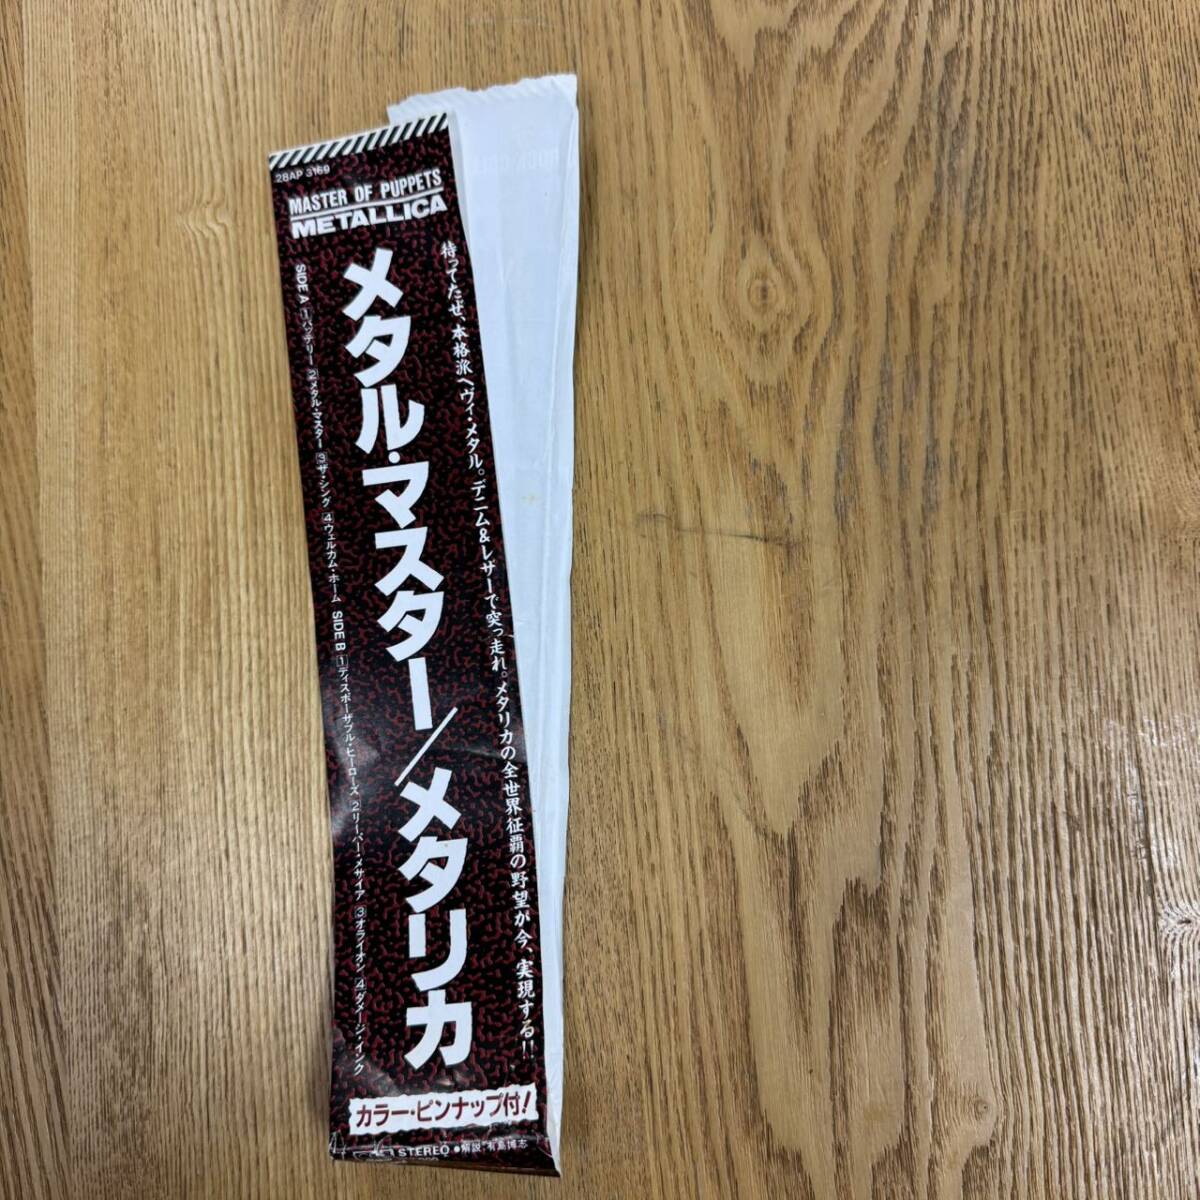 28AP 3169
MASTER OF PUPPETS
METALLICA
待ってたぜ、本格派ヘヴィ・メタル。デニム&レザーで突っ走れ。メタリカの全世界征覇の野望が今、実現する!!
メタル・マスター/メタリカ
SIDE A 1バッテリー 2メタル・マスター 3ザ・シング 4ウェルカム・ホーム SIDE B 1ディスポーザブル・ヒーローズ 2リーパー・メサイア 3オライオン 4ダメージ・インク
カラー・ピンナップ付!
STEREO ●解説:有島博志